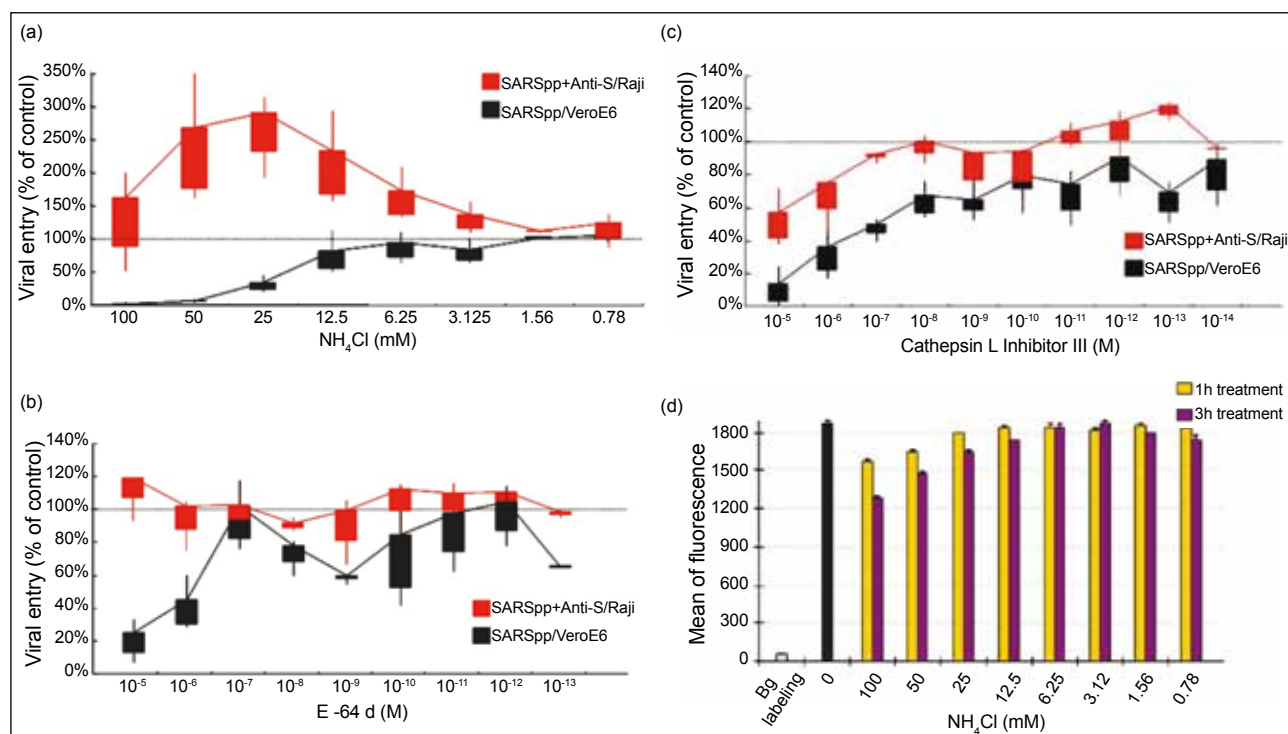 (a)
Viral entry (% of control)
350%
300%
250%
200%
150%
100%
50%
0%
SARSpp+Anti-S/Raji
SARSpp/VeroE6
100 50 25 12.5 6.25 3.125 1.56 0.78
NH₄Cl (mM)
(c)
Viral entry (% of control)
140%
120%
100%
80%
60%
40%
20%
0%
SARSpp+Anti-S/Raji
SARSpp/VeroE6
10⁻⁵ 10⁻⁶ 10⁻⁷ 10⁻⁸ 10⁻⁹ 10⁻¹⁰ 10⁻¹¹ 10⁻¹² 10⁻¹³ 10⁻¹⁴
Cathepsin L Inhibitor III (M)
(b)
Viral entry (% of control)
140%
120%
100%
80%
60%
40%
20%
0%
SARSpp+Anti-S/Raji
SARSpp/VeroE6
10⁻⁵ 10⁻⁶ 10⁻⁷ 10⁻⁸ 10⁻⁹ 10⁻¹⁰ 10⁻¹¹ 10⁻¹² 10⁻¹³
E -64 d (M)
(d)
1h treatment
3h treatment
Mean of fluorescence
1800
1500
1200
900
600
300
0
Bg labeling 0 100 50 25 12.5 6.25 3.12 1.56 0.78
NH₄Cl (mM)